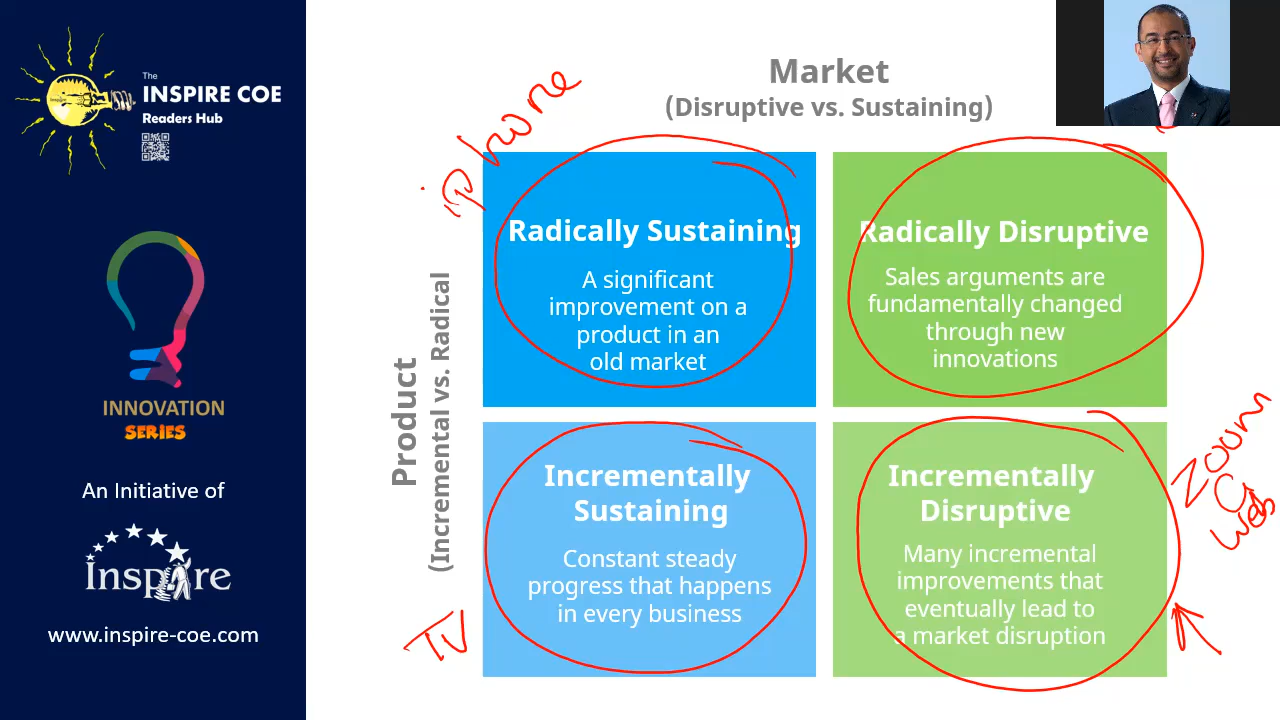 The
INSPIRE COE
Readers Hub
INNOVATION
SERIES
An Initiative of
Inspire
www.inspire-coe.com
Market
(Disruptive vs. Sustaining)
Product
(Incremental vs. Radical
iphone
Radically Sustaining
A significant
improvement on a
product in an
old market
Radically Disruptive
Sales arguments are
fundamentally changed
through new
innovations
Incrementally
Sustaining
Constant steady
progress that happens
in every business
TV
Incrementally
Disruptive
Many incremental
improvements that
eventually lead to
a market disruption
Zoom
Web